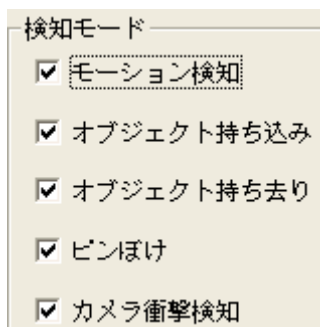 検知モード
モーション検知
オブジェクト持ち込み
オブジェクト持ち去り
ピンぼけ
カメラ衝撃検知